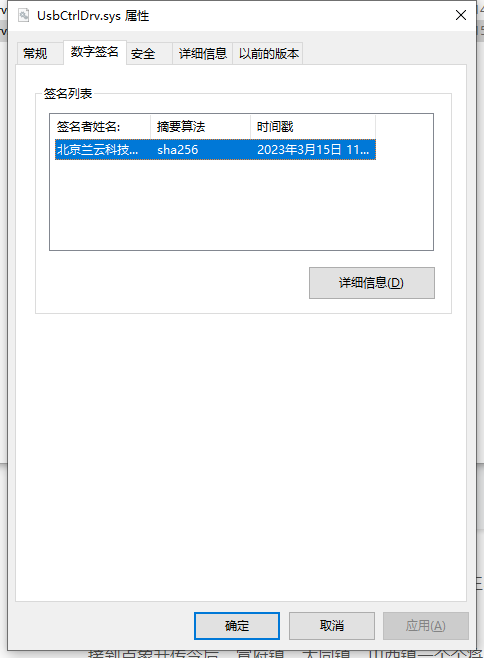 UsbCtrlDrv.sys 属性
常规 数字签名 安全 详细信息 以前的版本
签名列表
签名者姓名: 摘要算法 时间戳
北京兰云科技... sha256 2023年3月15日 11...
详细信息(D)
确定 取消 应用(A)